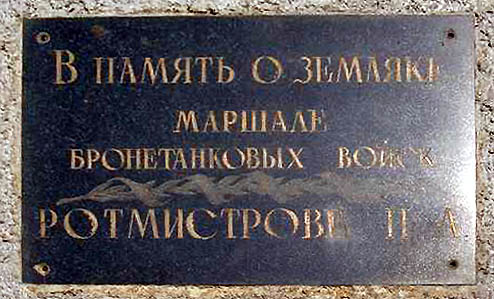 В ПАМЯТЬ О ЗЕМЛЯКЕ
МАРШАЛЕ
БРОНЕТАНКОВЫХ ВОЙСК
РОТМИСТРОВЕ П. А.